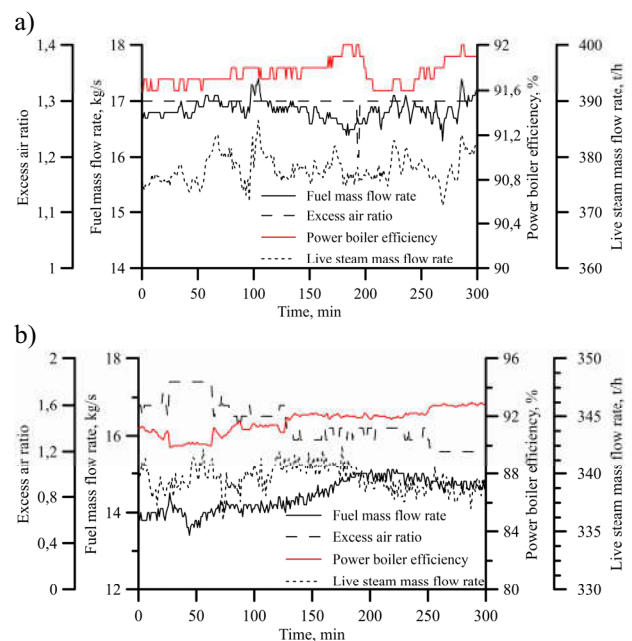 a)
Excess air ratio
1,4
1,3
1,2
1,1
1
Fuel mass flow rate, kg/s
18
17
16
15
14
Power boiler efficiency, %
92
91,6
91,2
90,8
90,4
90
Live steam mass flow rate, t/h
400
390
380
370
360
Fuel mass flow rate
Excess air ratio
Power boiler efficiency
Live steam mass flow rate
0 50 100 150 200 250 300
Time, min
b)
Excess air ratio
2
1,6
1,2
0,8
0,4
0
Fuel mass flow rate, kg/s
18
16
14
12
Power boiler efficiency, %
96
92
88
84
80
Live steam mass flow rate, t/h
350
345
340
335
330
Fuel mass flow rate
Excess air ratio
Power boiler efficiency
Live steam mass flow rate
0 50 100 150 200 250 300
Time, min